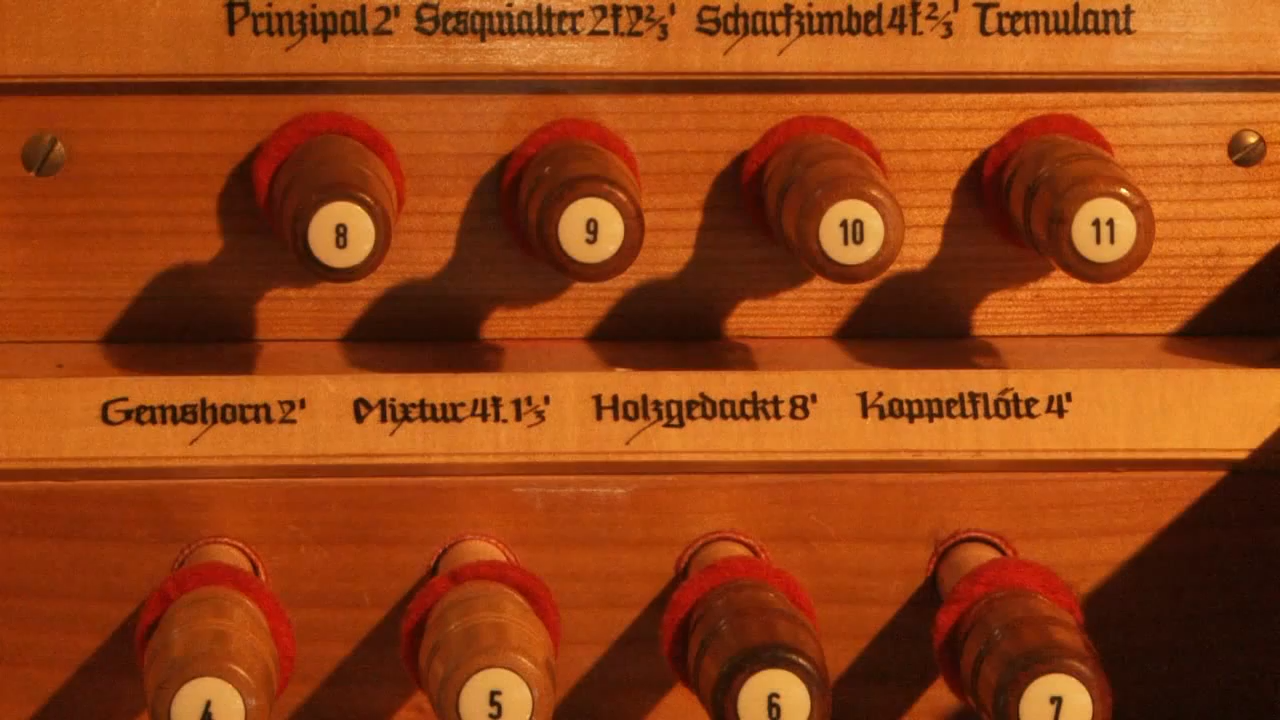 Prinzipal 2' Sesquialter 2f. 2⅔' Scharfzimbel 4f. ⅔' Tremulant
8 9 10 11
Gemshorn 2' Mixtur 4f. 1⅓' Holzgedackt 8' Koppelflöte 4'
4 5 6 7